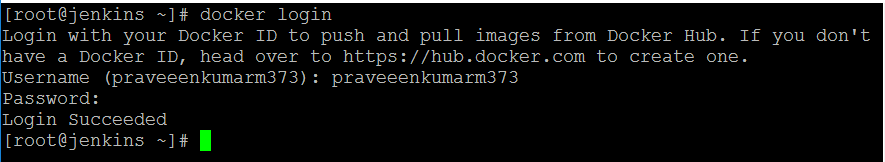 [root@jenkins ~]# docker login
Login with your Docker ID to push and pull images from Docker Hub. If you don't
have a Docker ID, head over to https://hub.docker.com to create one.
Username (praveeenkumarm373): praveeenkumarm373
Password:
Login Succeeded
[root@jenkins ~]#